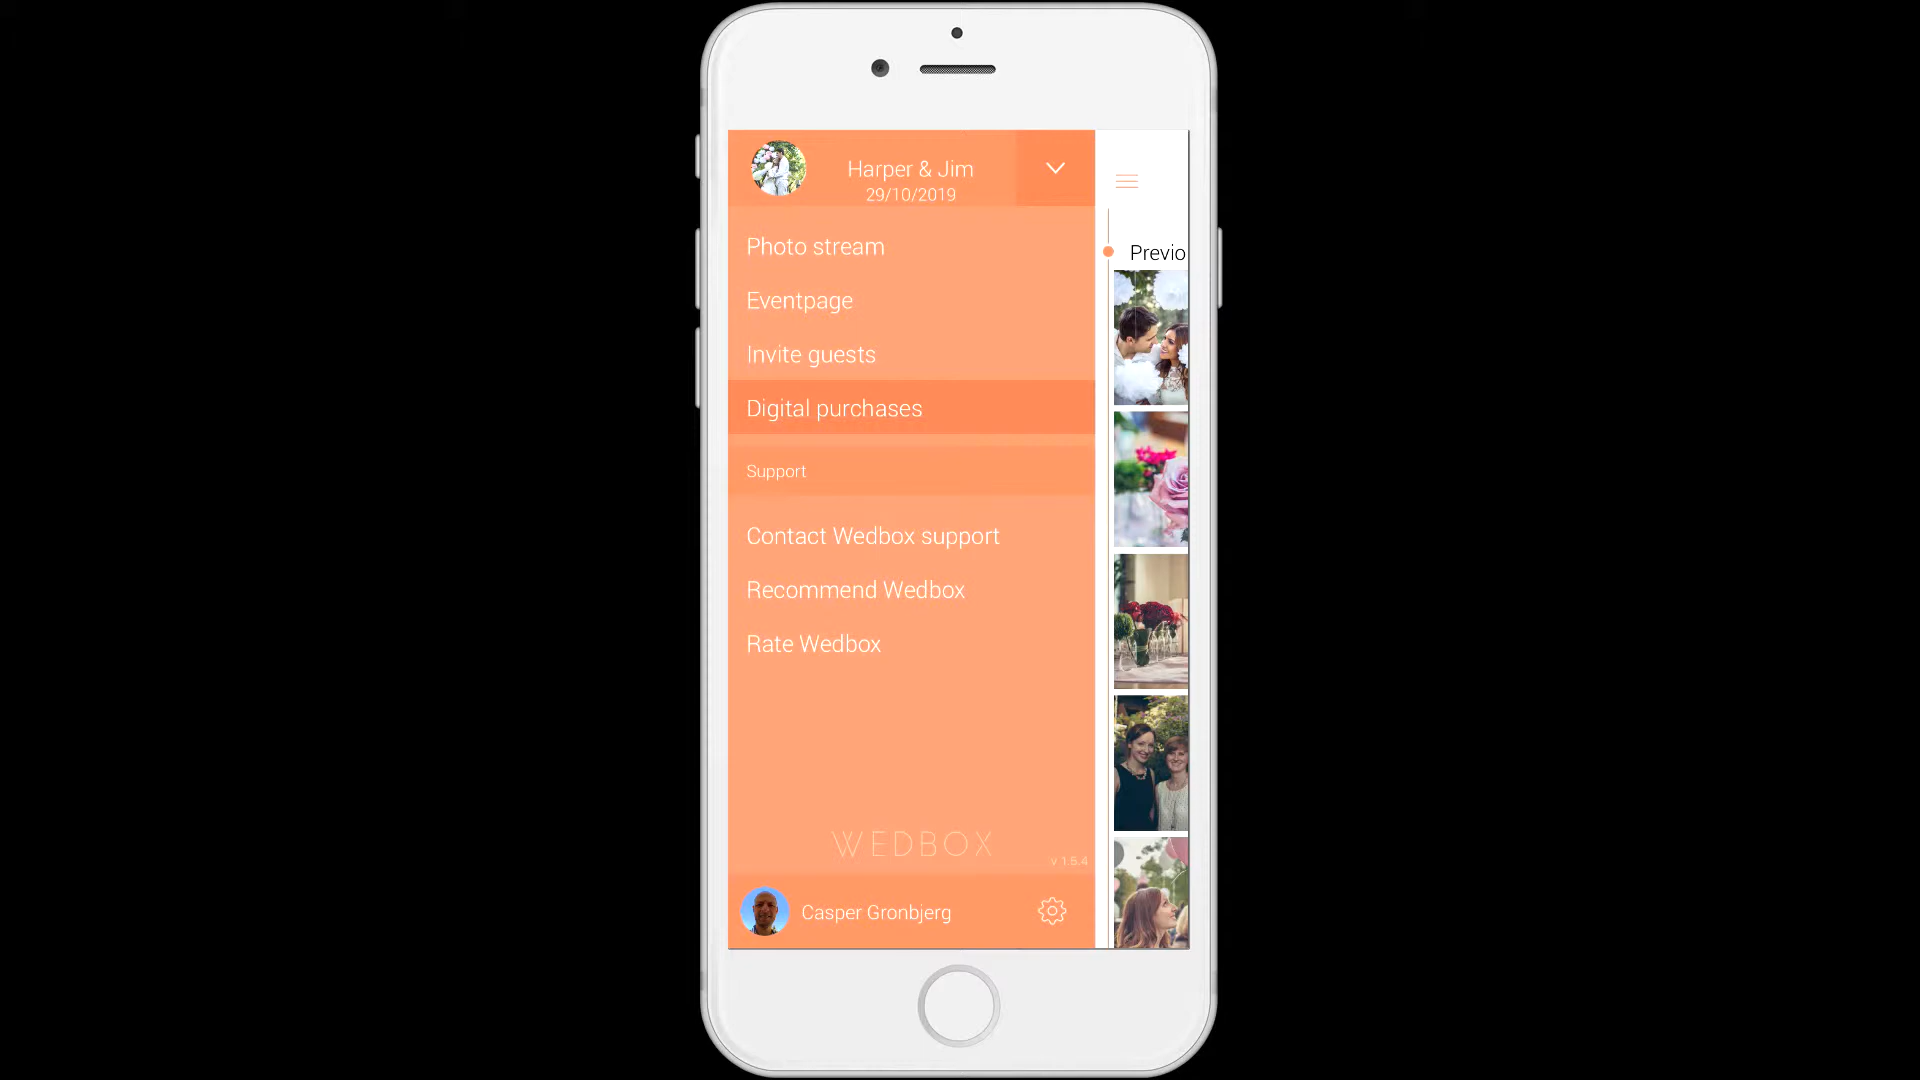 Harper & Jim
29/10/2019
Photo stream
Eventpage
Invite guests
Digital purchases
Support
Contact Wedbox support
Recommend Wedbox
Rate Wedbox
WEDBOX
v 1.5.4
Casper Gronbjerg
Previo